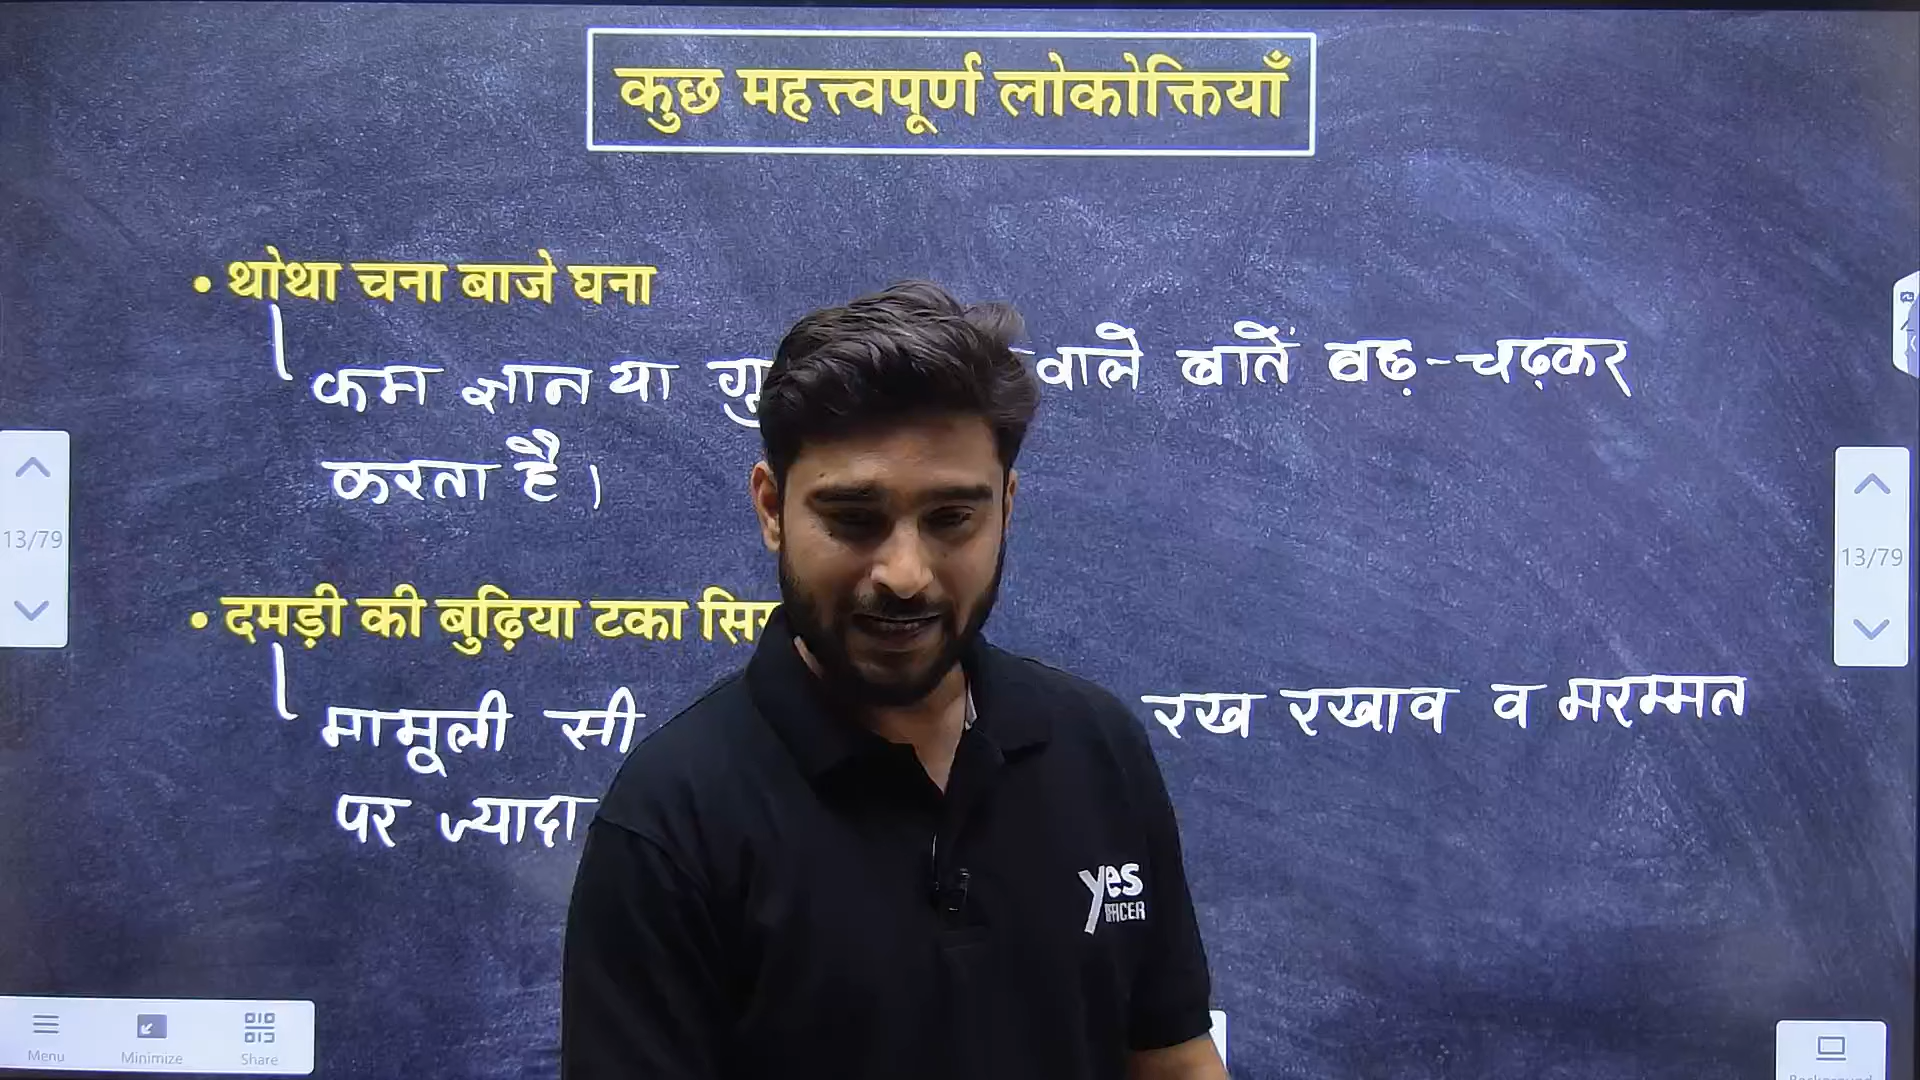 कुछ महत्त्वपूर्ण लोकोक्तियाँ
• थोथा चना बाजे घना
कम ज्ञान या वाले बातें बढ़-चढ़कर
करता है।
• दमड़ी की बुढ़िया टका
मामूली सी रख रखाव व मरम्मत
पर ज्यादा
13/79
13/79
yes
OFFICER
Menu
Minimize
Share